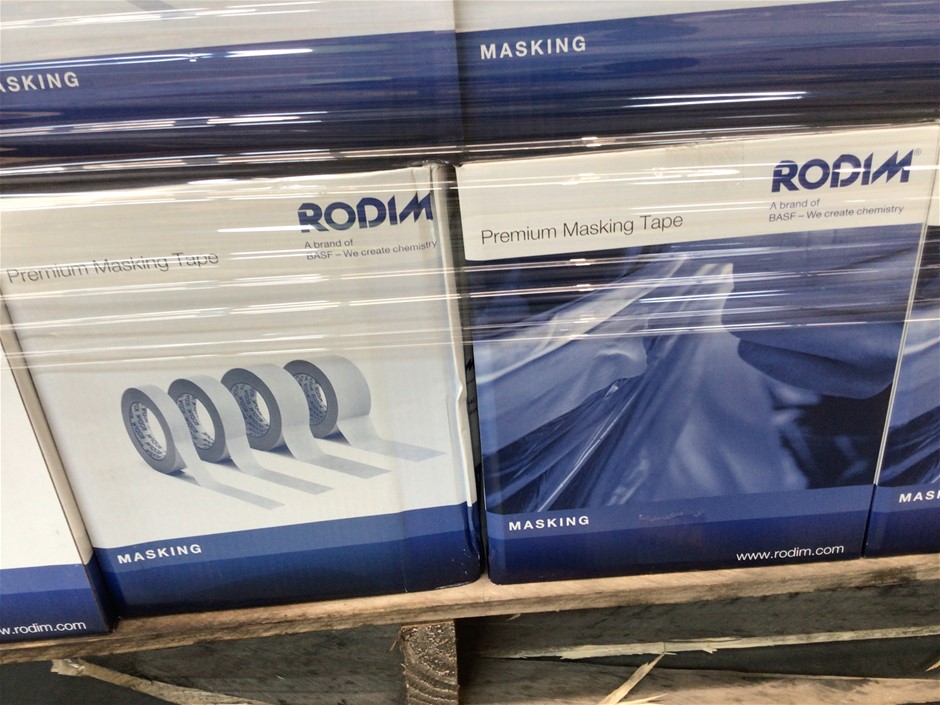 ASKING
MASKING
Premium Masking Tape
RODIM
A brand of
BASF – We create chemistry
MASKING
w.rodim.com
Premium Masking Tape
RODIM®
A brand of
BASF – We create chemistry
MASKING
www.rodim.com
MAS